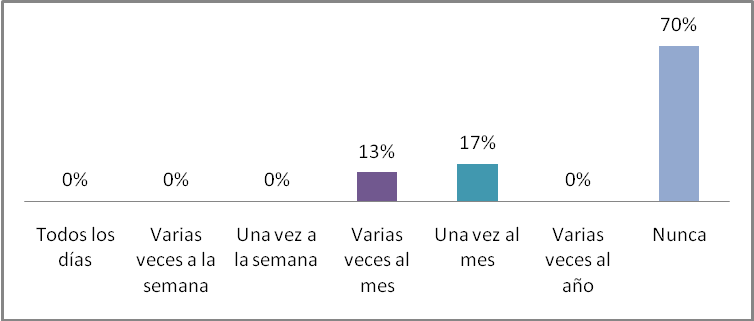 70%
17%
13%
0%
0%
0%
0%
Todos los
días
Varias
veces a la
semana
Una vez a
la semana
Varias
veces al
mes
Una vez al
mes
Varias
veces al
año
Nunca